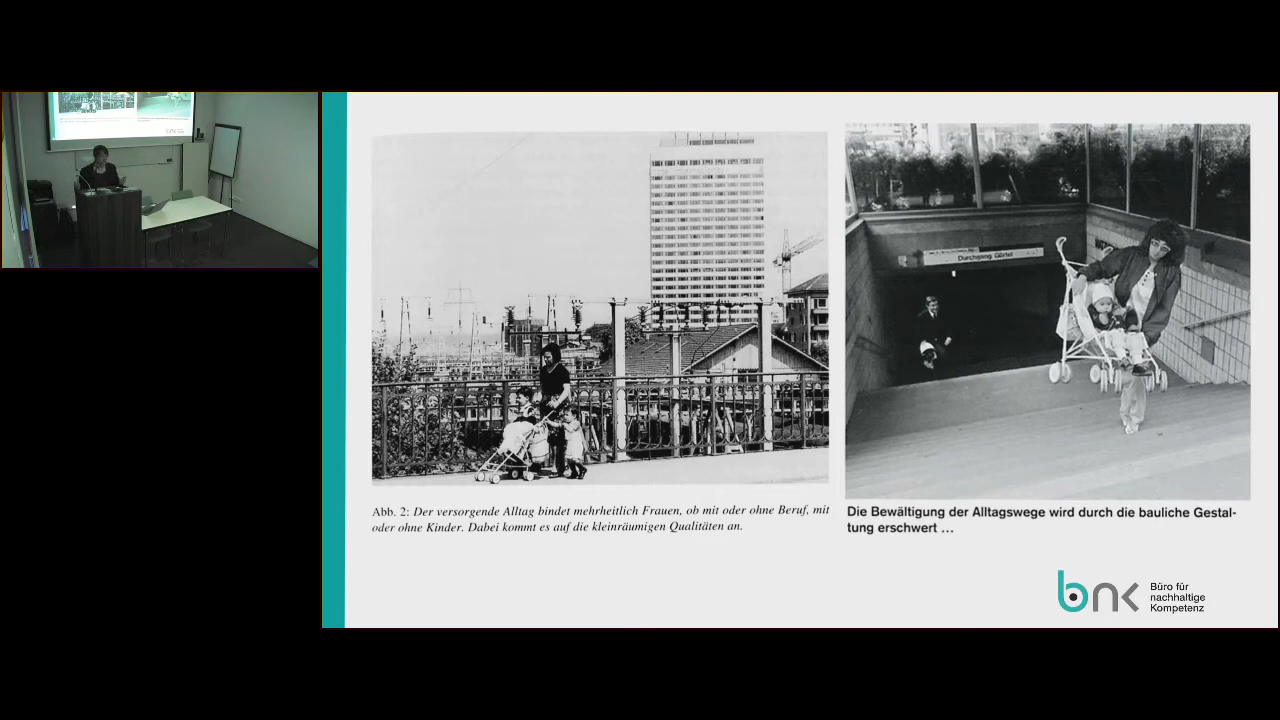 Durchgang Gürtel
Abb. 2: Der versorgende Alltag bindet mehrheitlich Frauen, ob mit oder ohne Beruf, mit
oder ohne Kinder. Dabei kommt es auf die kleinräumigen Qualitäten an.
Die Bewältigung der Alltagswege wird durch die bauliche Gestal-
tung erschwert ...
bnk
Büro für
nachhaltige
Kompetenz